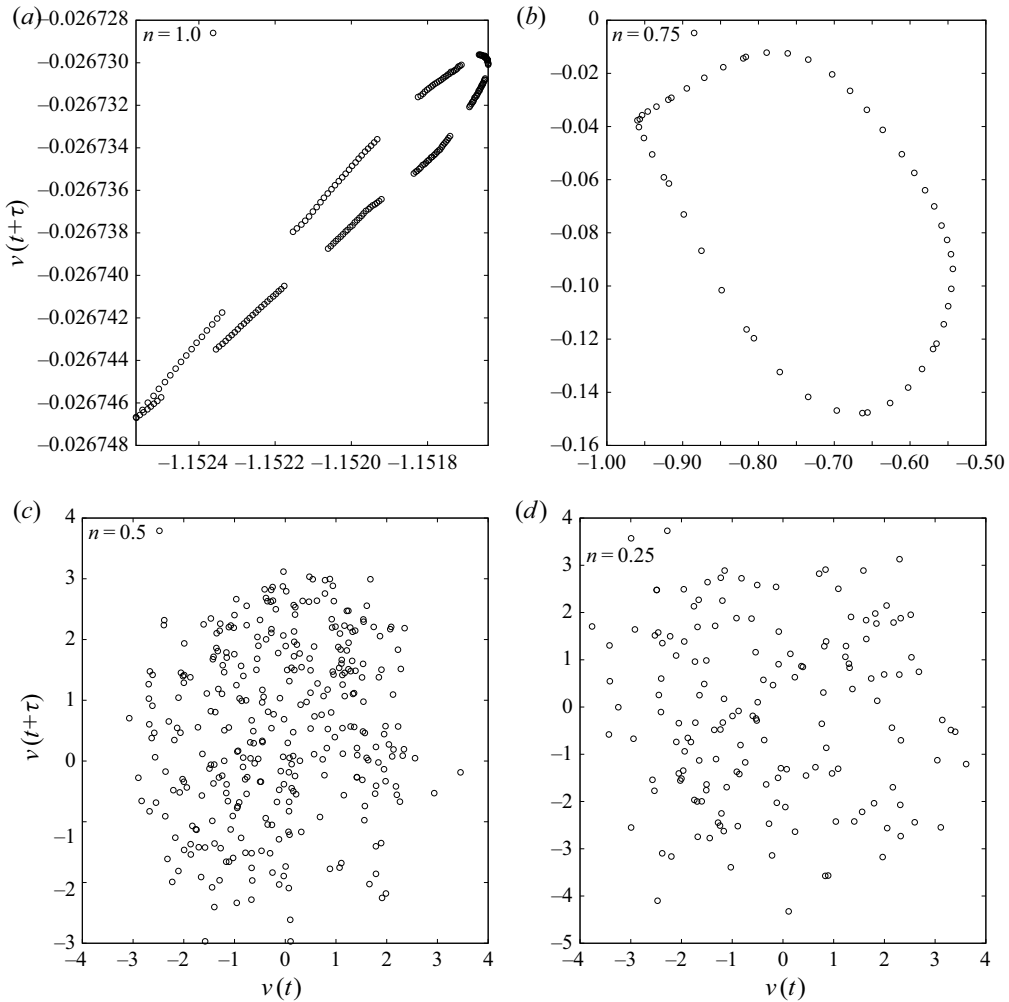 (a)
n = 1.0
v(t+τ)
–0.026728
–0.026730
–0.026732
–0.026734
–0.026736
–0.026738
–0.026740
–0.026742
–0.026744
–0.026746
–0.026748
–1.1524 –1.1522 –1.1520 –1.1518
(b)
n = 0.75
0
–0.02
–0.04
–0.06
–0.08
–0.10
–0.12
–0.14
–0.16
–1.00 –0.90 –0.80 –0.70 –0.60 –0.50
(c)
n = 0.5
v(t+τ)
4
3
2
1
0
–1
–2
–3
–4 –3 –2 –1 0 1 2 3 4
v(t)
(d)
n = 0.25
4
3
2
1
0
–1
–2
–3
–4
–5
–4 –3 –2 –1 0 1 2 3 4
v(t)